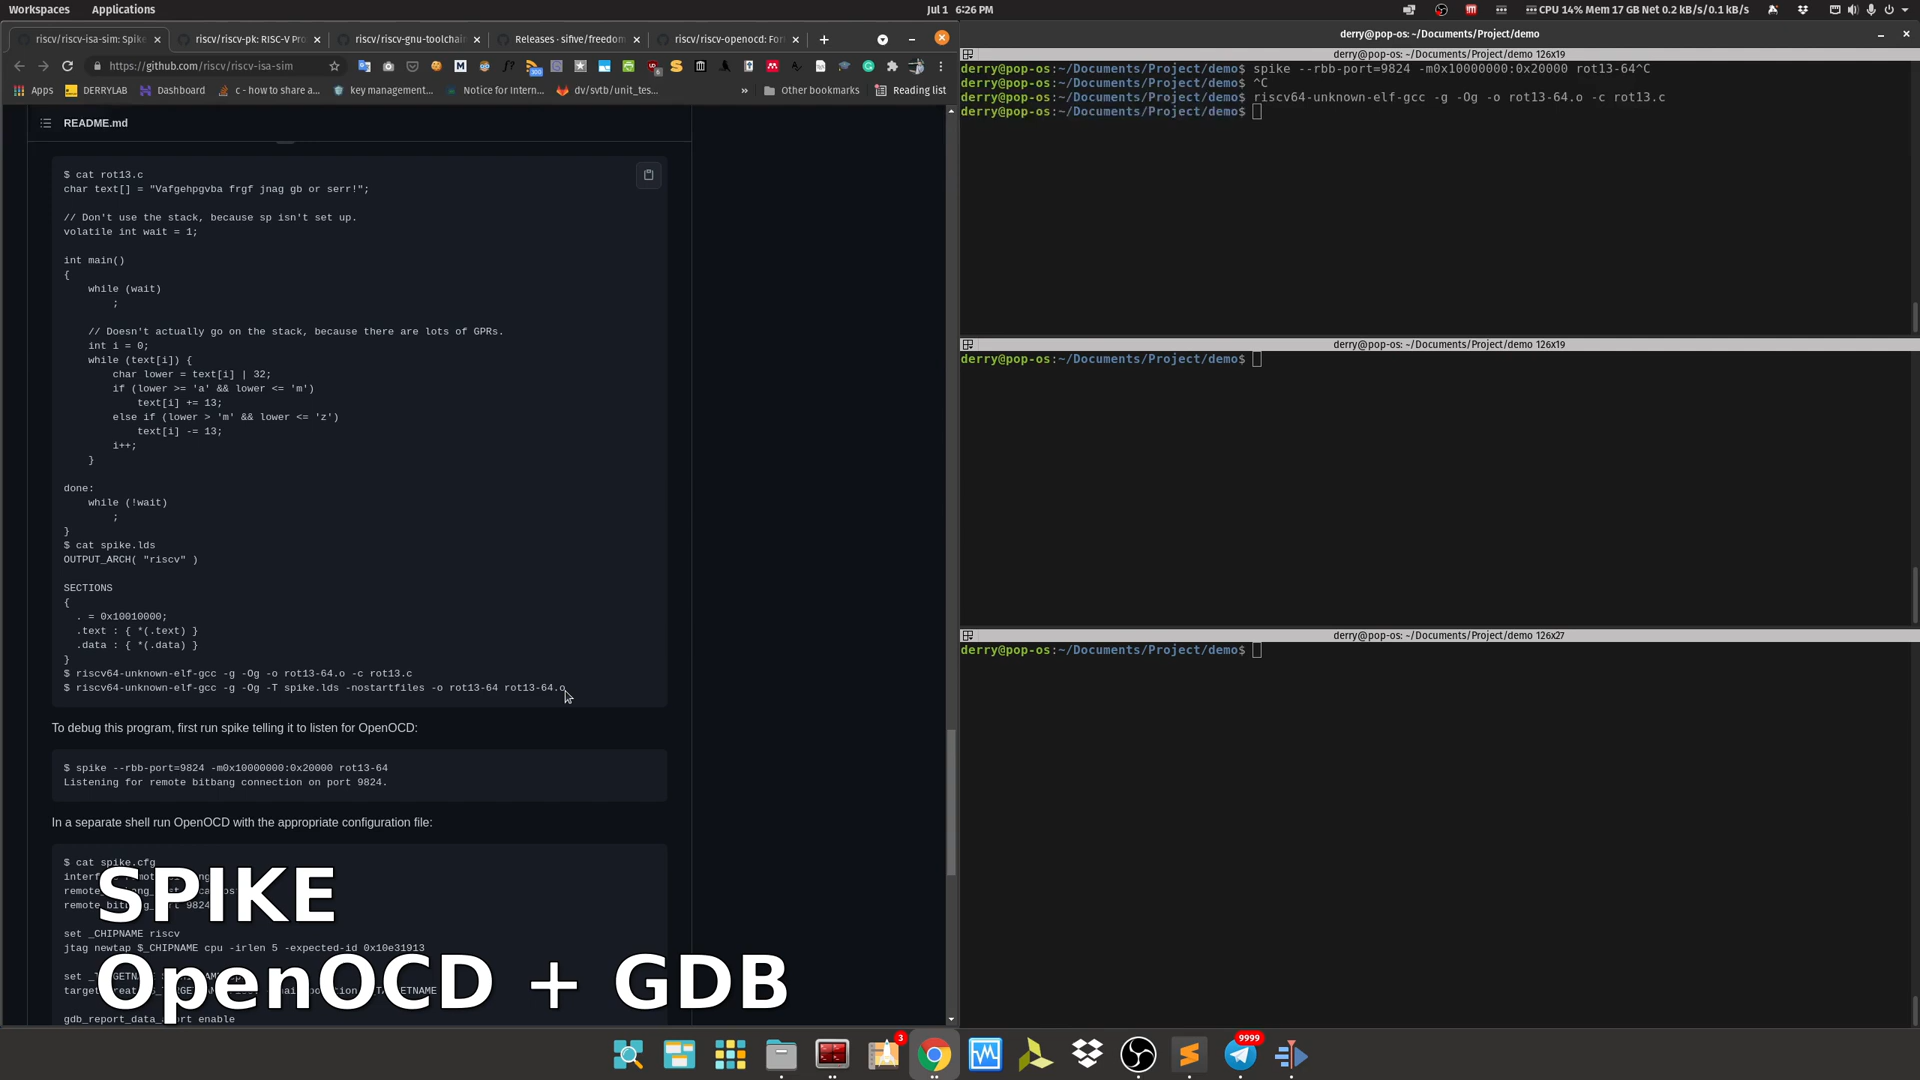 Workspaces Applications Jul 1 6:26 PM CPU 14% Mem 17 GB Net 0.2 kB/s/0.1 kB/s
riscv/riscv-isa-sim: Spike riscv/riscv-pk: RISC-V Pro riscv/riscv-gnu-toolchain Releases · sifive/freedom riscv/riscv-openocd: For
https://github.com/riscv/riscv-isa-sim
Apps DERRYLAB Dashboard c - how to share a... key management... Notice for Intern... dv/svtb/unit_tes... » Other bookmarks Reading list
README.md
$ cat rot13.c
char text[] = "Vafgehpgvba frgf jnag gb or serr!";
// Don't use the stack, because sp isn't set up.
volatile int wait = 1;
int main()
{
while (wait)
;
// Doesn't actually go on the stack, because there are lots of GPRs.
int i = 0;
while (text[i]) {
char lower = text[i] | 32;
if (lower >= 'a' && lower <= 'm')
text[i] += 13;
else if (lower > 'm' && lower <= 'z')
text[i] -= 13;
i++;
}
done:
while (!wait)
;
}
$ cat spike.lds
OUTPUT_ARCH( "riscv" )
SECTIONS
{
. = 0x10010000;
.text : { *(.text) }
.data : { *(.data) }
}
$ riscv64-unknown-elf-gcc -g -Og -o rot13-64.o -c rot13.c
$ riscv64-unknown-elf-gcc -g -Og -T spike.lds -nostartfiles -o rot13-64 rot13-64.o
To debug this program, first run spike telling it to listen for OpenOCD:
$ spike --rbb-port=9824 -m0x10000000:0x20000 rot13-64
Listening for remote bitbang connection on port 9824.
In a separate shell run OpenOCD with the appropriate configuration file:
$ cat spike.cfg
9824
set _CHIPNAME riscv
jtag newtap $_CHIPNAME cpu -irlen 5 -expected-id 0x10e31913
gdb_report_data_abort enable
SPIKE
OpenOCD + GDB
derry@pop-os: ~/Documents/Project/demo
derry@pop-os: ~/Documents/Project/demo 126x19
derry@pop-os:~/Documents/Project/demo$ spike --rbb-port=9824 -m0x10000000:0x20000 rot13-64^C
derry@pop-os:~/Documents/Project/demo$ ^C
derry@pop-os:~/Documents/Project/demo$ riscv64-unknown-elf-gcc -g -Og -o rot13-64.o -c rot13.c
derry@pop-os:~/Documents/Project/demo$
derry@pop-os: ~/Documents/Project/demo 126x19
derry@pop-os:~/Documents/Project/demo$
derry@pop-os: ~/Documents/Project/demo 126x27
derry@pop-os:~/Documents/Project/demo$
3
9999